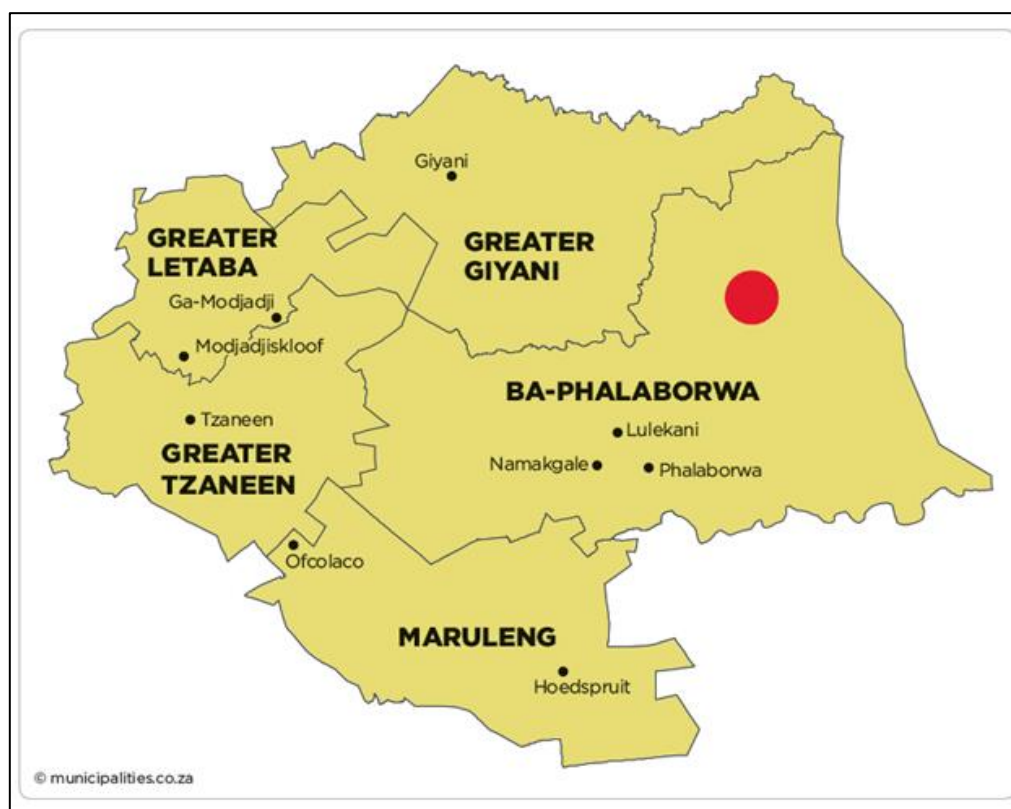 Giyani
GREATER
LETABA
GREATER
GIYANI
Ga-Modjadji
Modjadjiskloof
BA-PHALABORWA
Tzaneen
Lulekani
GREATER
TZANEEN
Namakgale
Phalaborwa
Ofcolaco
MARULENG
Hoedspruit
© municipalities.co.za